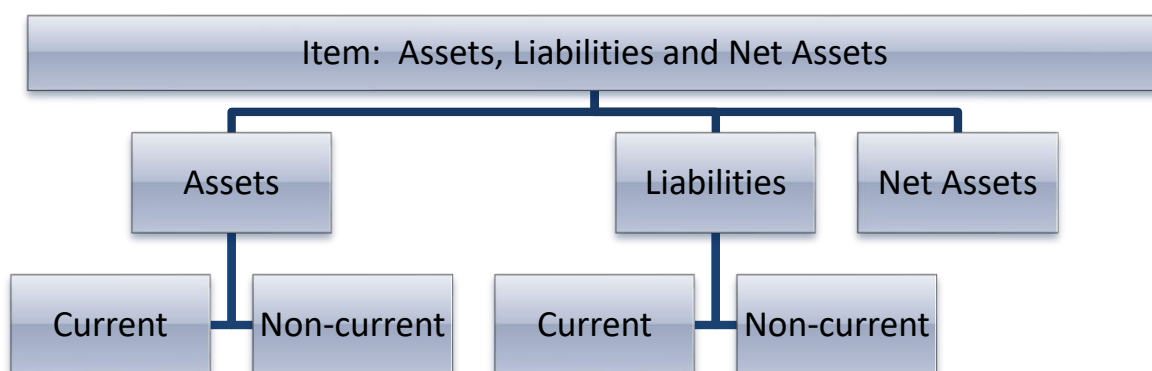 Item:  Assets, Liabilities and Net Assets
Assets
Liabilities
Net Assets
Current
Non-current
Current
Non-current